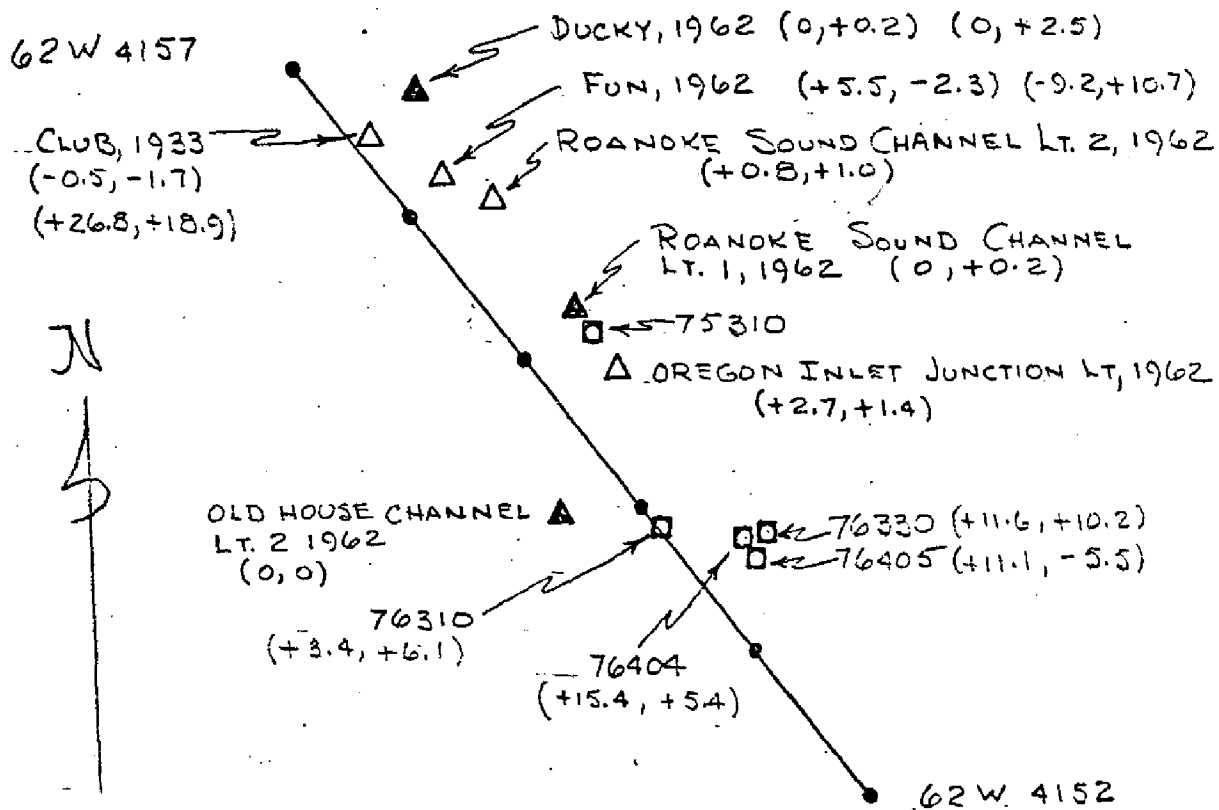 DUCKY, 1962 (0,+0.2) (0,+2.5)
62 W 4157
FUN, 1962 (+5.5, -2.3) (-9.2,+10.7)
CLUB, 1933
(-0.5, -1.7)
(+26.8, +18.9)
ROANOKE SOUND CHANNEL LT. 2, 1962
(+0.8,+1.0)
ROANOKE SOUND CHANNEL
LT. 1, 1962 (0,+0.2)
75310
N
OREGON INLET JUNCTION LT, 1962
(+2.7,+1.4)
OLD HOUSE CHANNEL
LT. 2 1962
(0,0)
76330 (+11.6, +10.2)
76405 (+11.1, -5.5)
76310
(+3.4, +6.1)
76404
(+15.4, +5.4)
62 W 4152